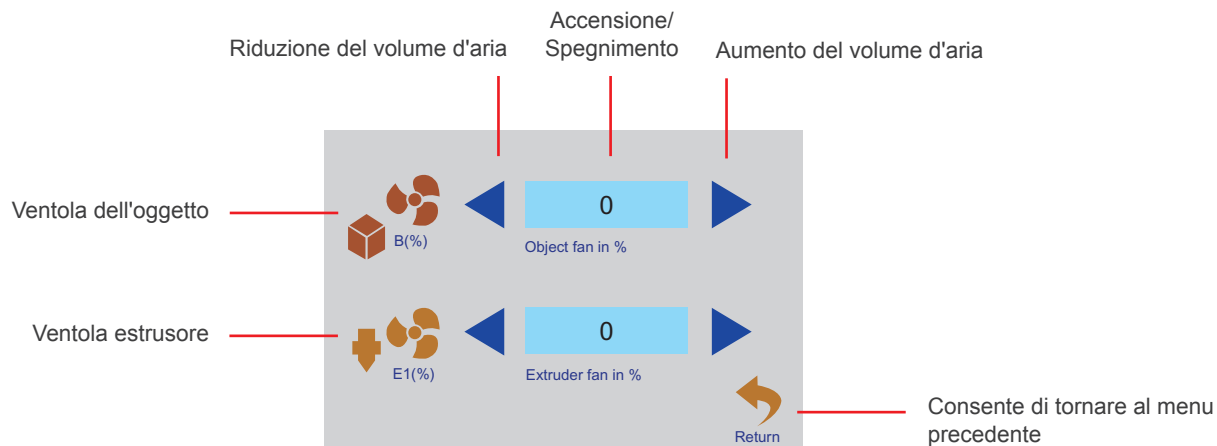 Accensione/
Spegnimento
Riduzione del volume d'aria
Aumento del volume d'aria
Ventola dell'oggetto
B(%)
0
Object fan in %
Ventola estrusore
E1(%)
0
Extruder fan in %
Return
Consente di tornare al menu
precedente